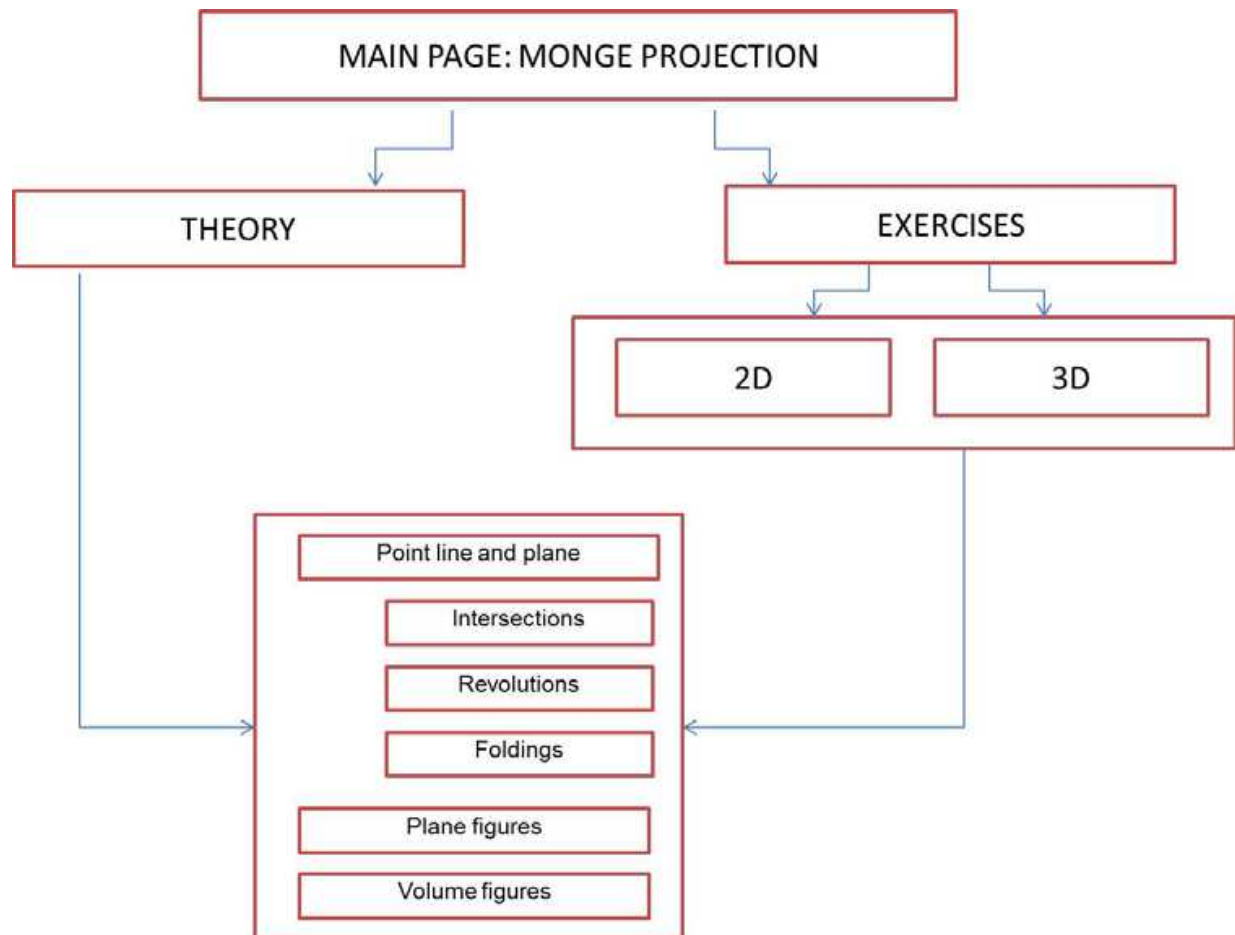 MAIN PAGE: MONGE PROJECTION
THEORY
EXERCISES
2D
3D
Point line and plane
Intersections
Revolutions
Foldings
Plane figures
Volume figures